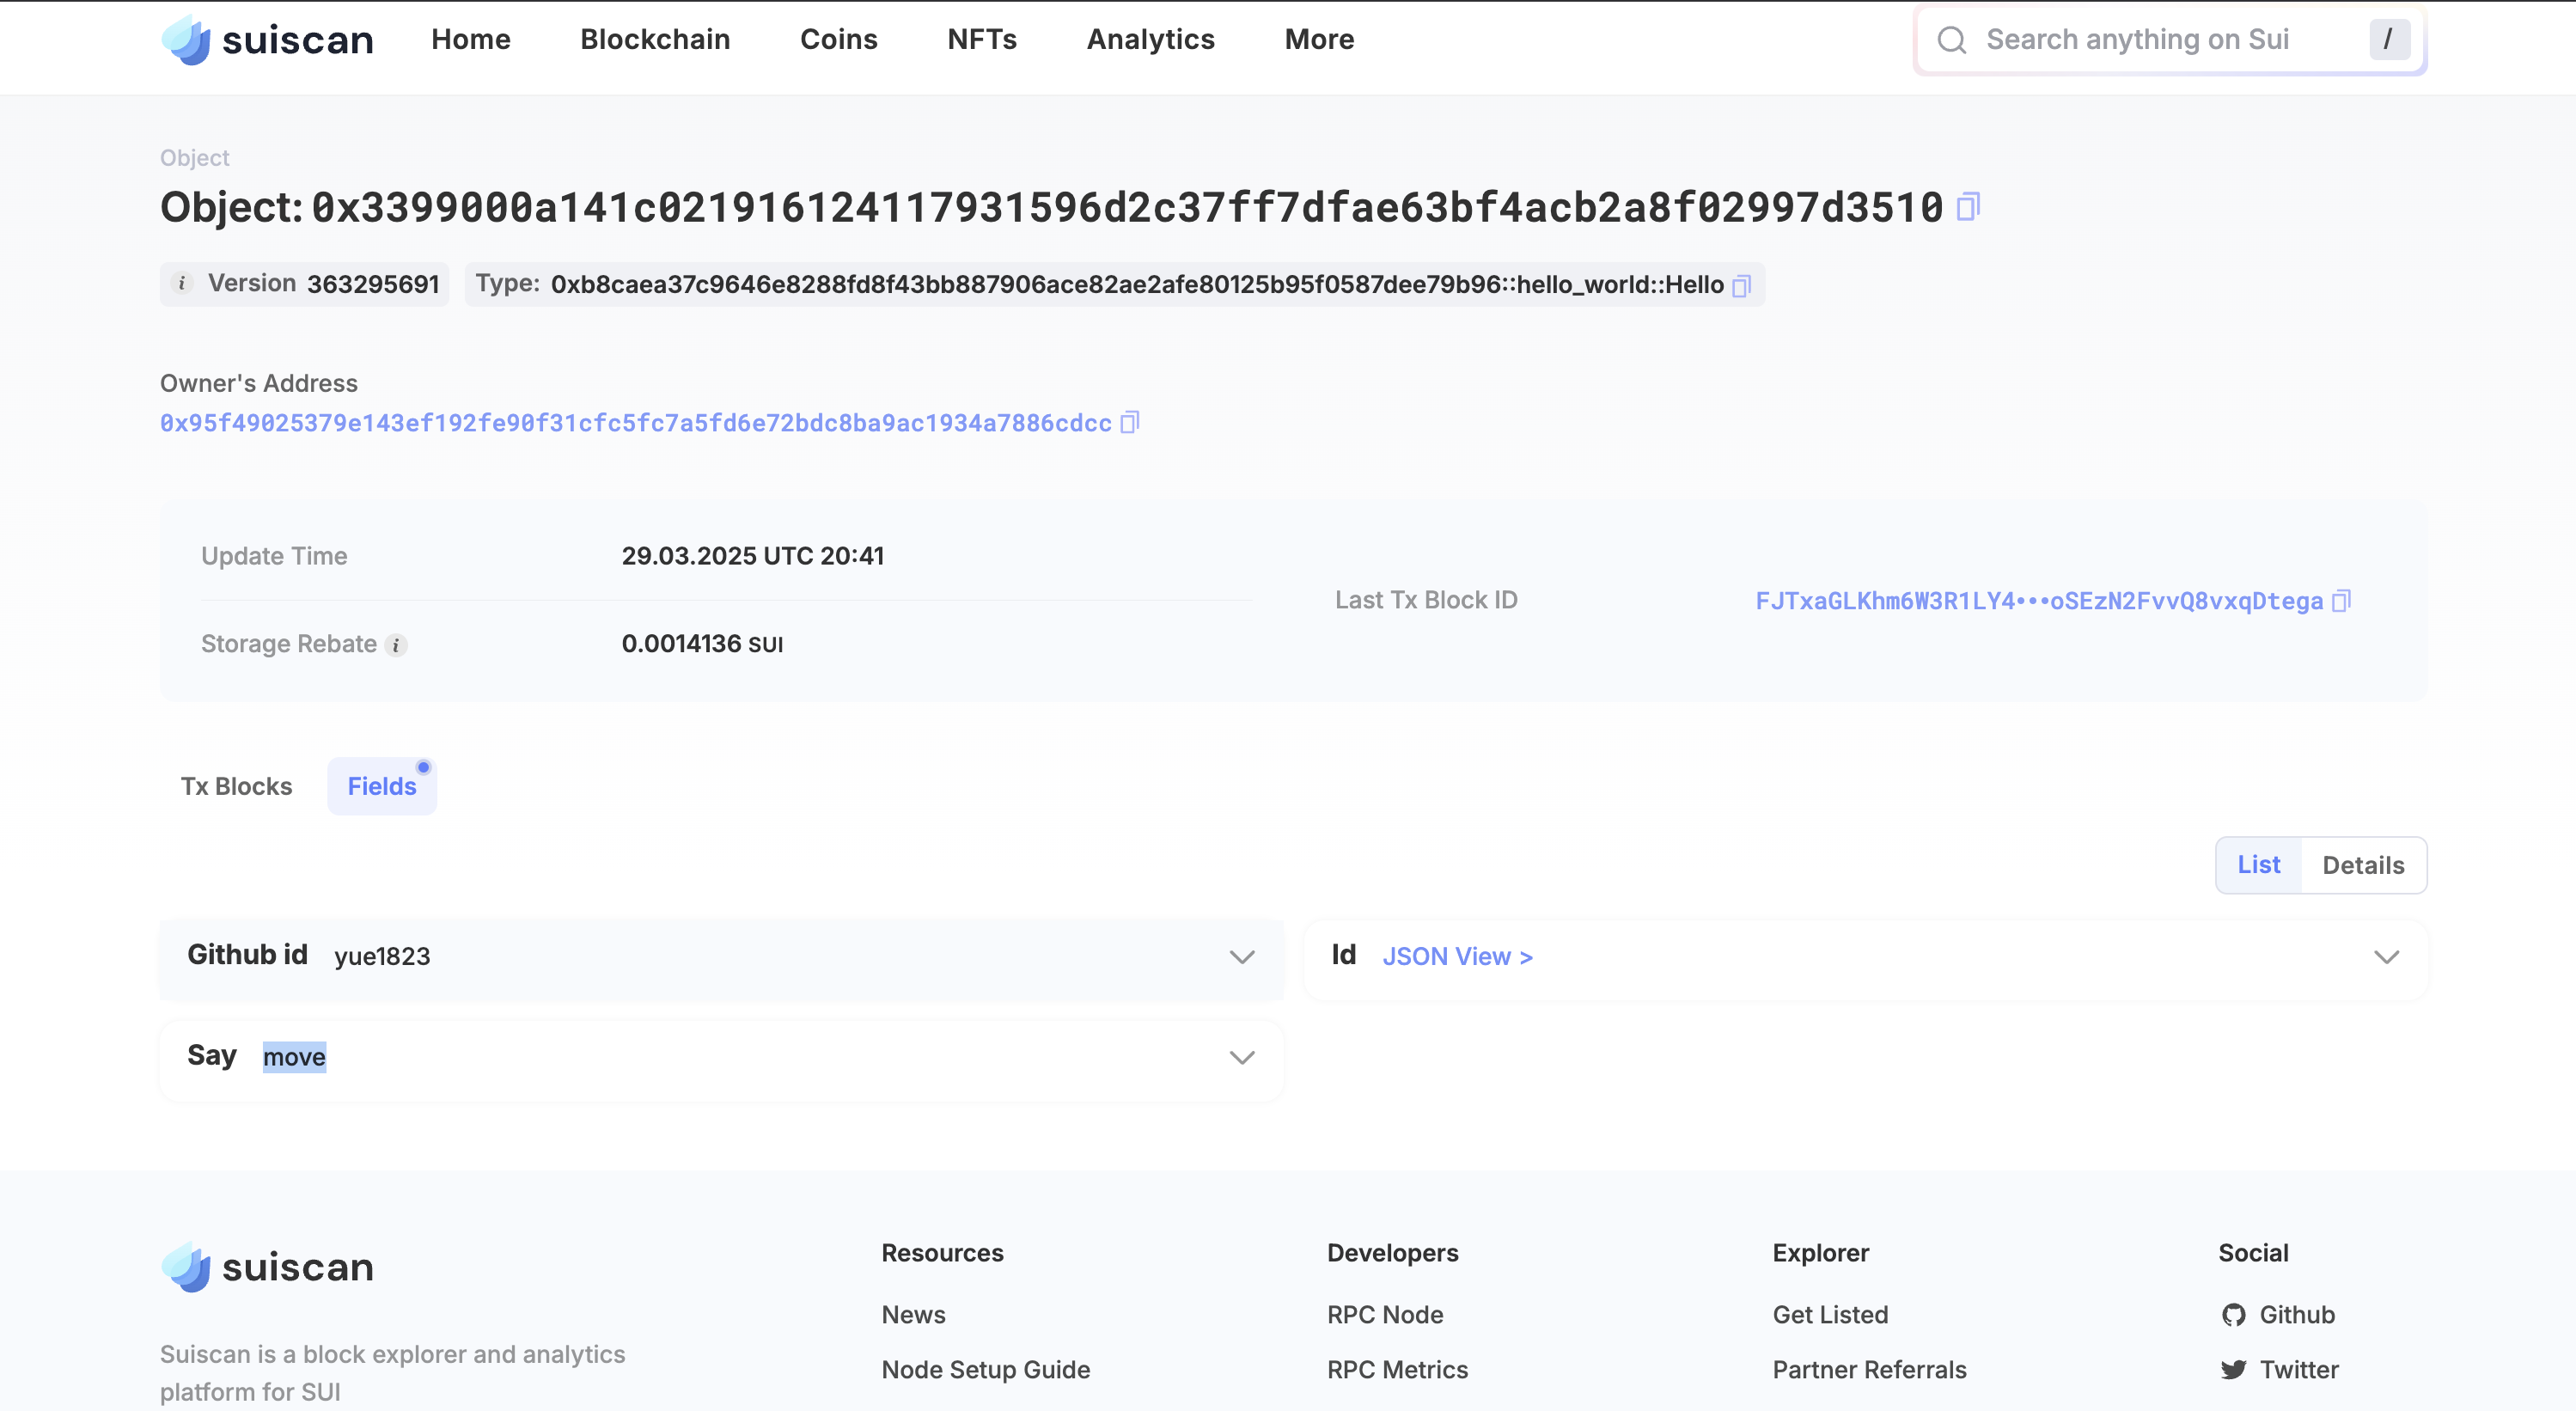 suiscan Home Blockchain Coins NFTs Analytics More Search anything on Sui /
Object
Object: 0x3399000a141c021916124117931596d2c37ff7dfae63bf4acb2a8f02997d3510
i Version 363295691 Type: 0xb8caea37c9646e8288fd8f43bb887906ace82ae2afe80125b95f0587dee79b96::hello_world::Hello
Owner's Address
0x95f49025379e143ef192fe90f31cfc5fc7a5fd6e72bdc8ba9ac1934a7886cdcc
Update Time 29.03.2025 UTC 20:41
Last Tx Block ID FJTxaGLKhm6W3R1LY4•••oSEzN2FvvQ8vxqDtega
Storage Rebate i 0.0014136 SUI
Tx Blocks Fields
List Details
Github id yue1823
Id JSON View >
Say move
suiscan
Suiscan is a block explorer and analytics
platform for SUI
Resources
News
Node Setup Guide
Developers
RPC Node
RPC Metrics
Explorer
Get Listed
Partner Referrals
Social
Github
Twitter